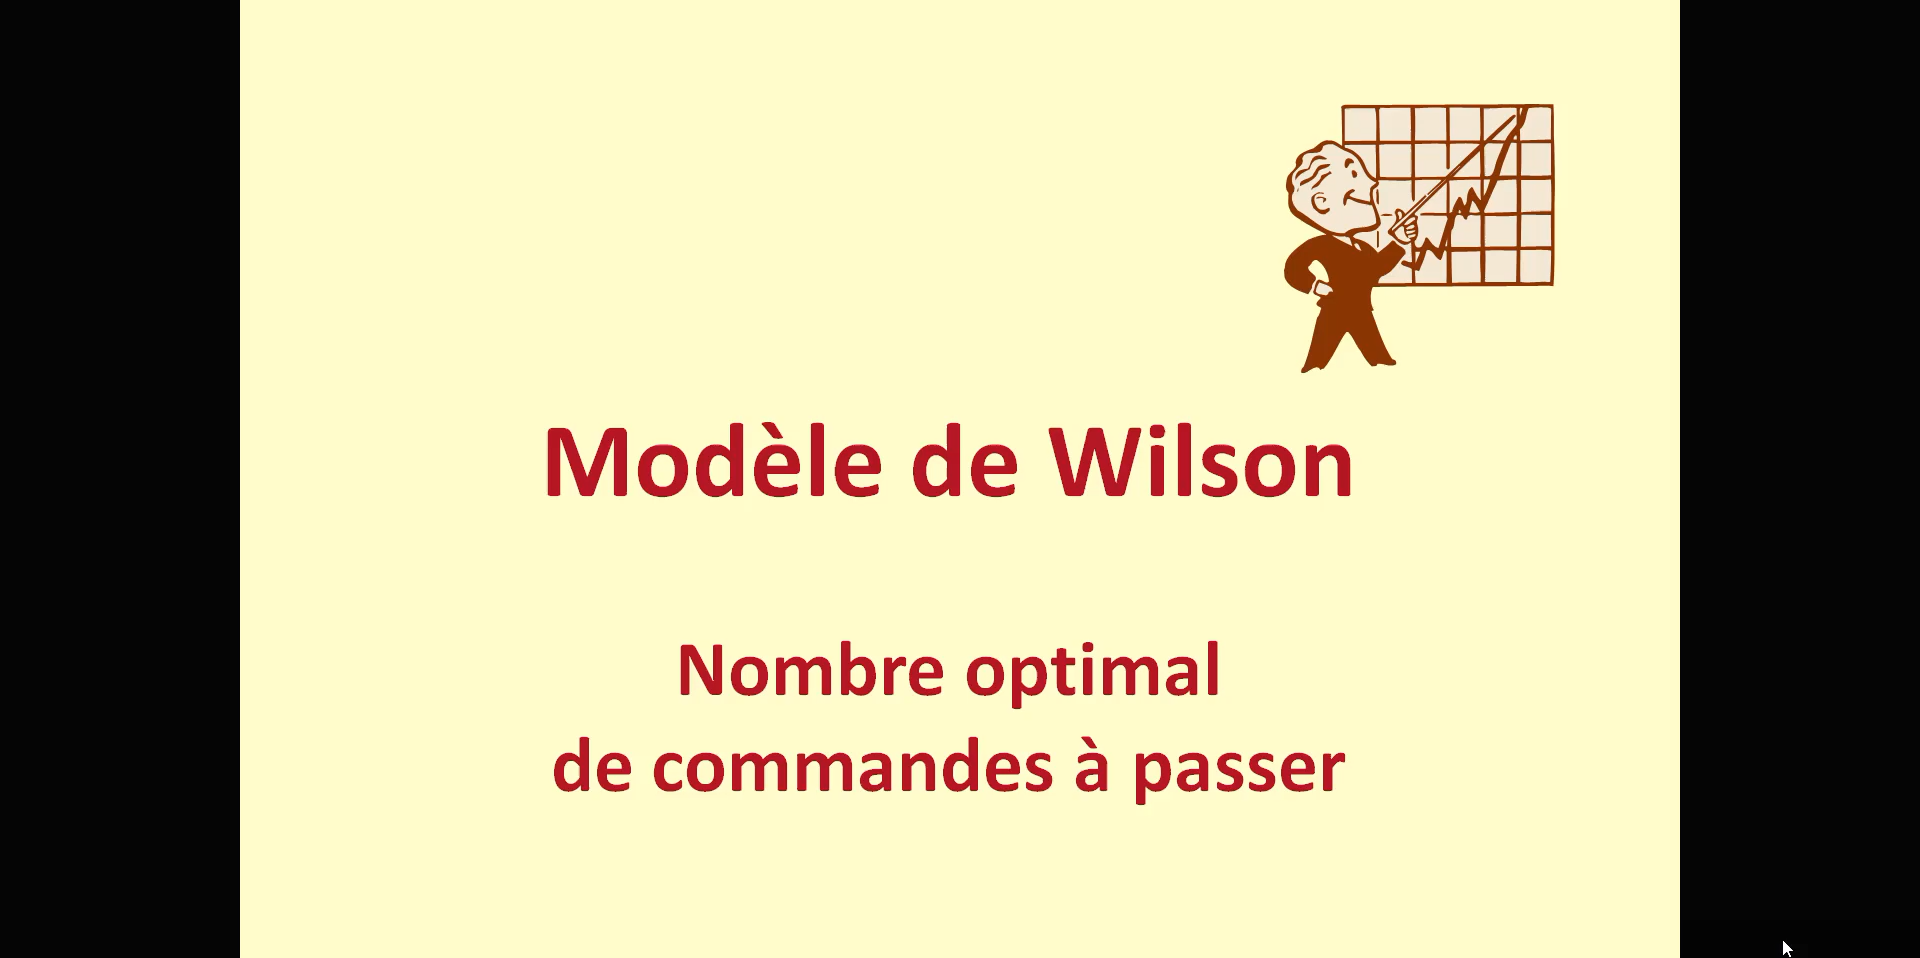 Modèle de Wilson
Nombre optimal
de commandes à passer